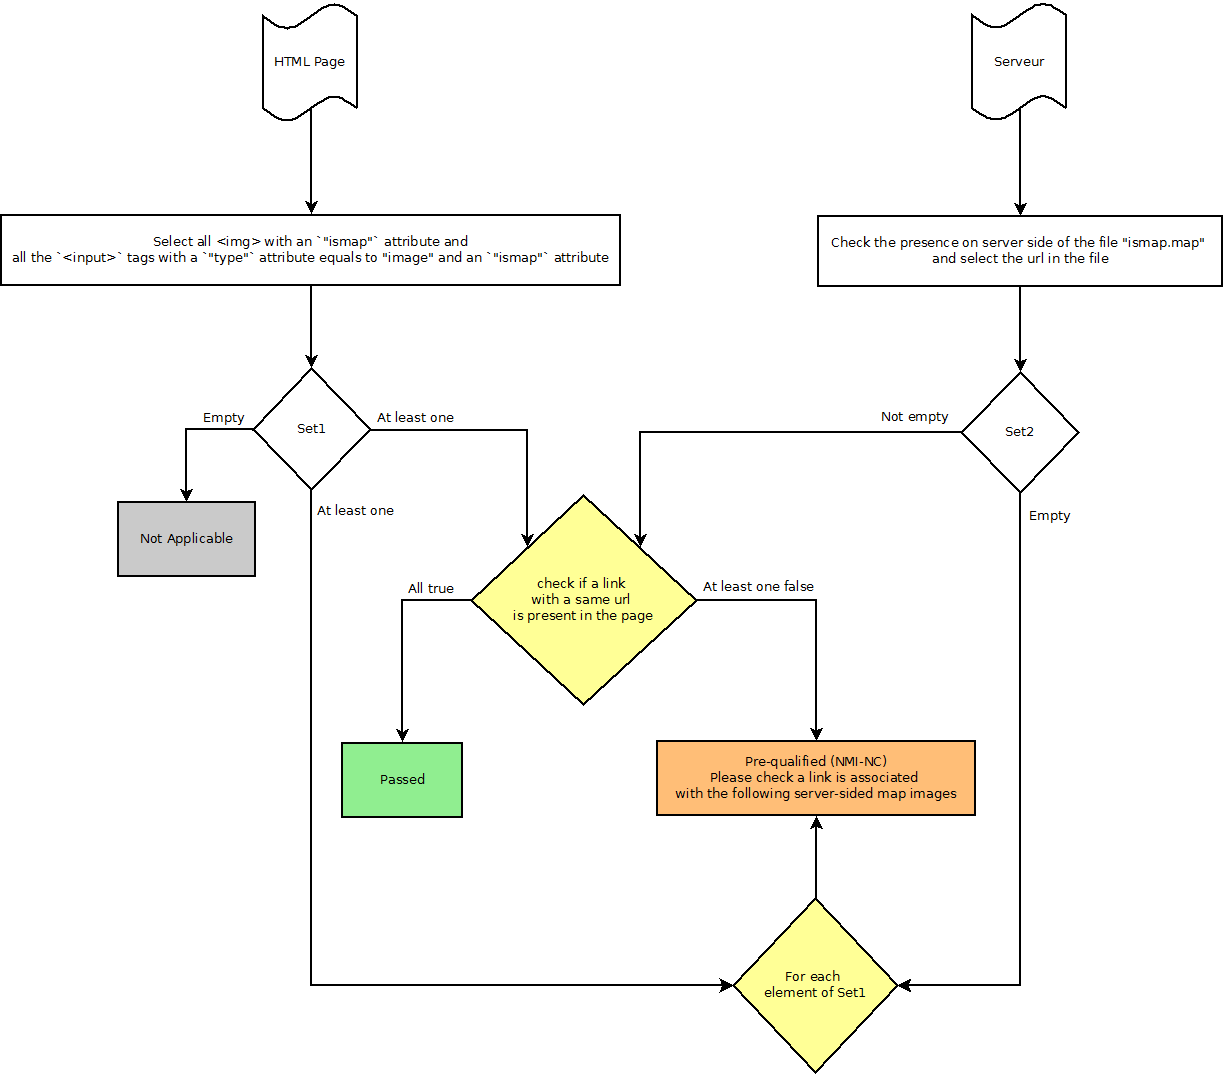 HTML Page
Serveur
Select all <img> with an `"ismap"` attribute and
all the `<input>` tags with a `"type"` attribute equals to "image" and an `"ismap"` attribute
Check the presence on server side of the file "ismap.map"
and select the url in the file
Empty
Set1
At least one
Not empty
Set2
At least one
Empty
Not Applicable
check if a link
with a same url
is present in the page
All true
At least one false
Passed
Pre-qualified (NMI-NC)
Please check a link is associated
with the following server-sided map images
For each
element of Set1